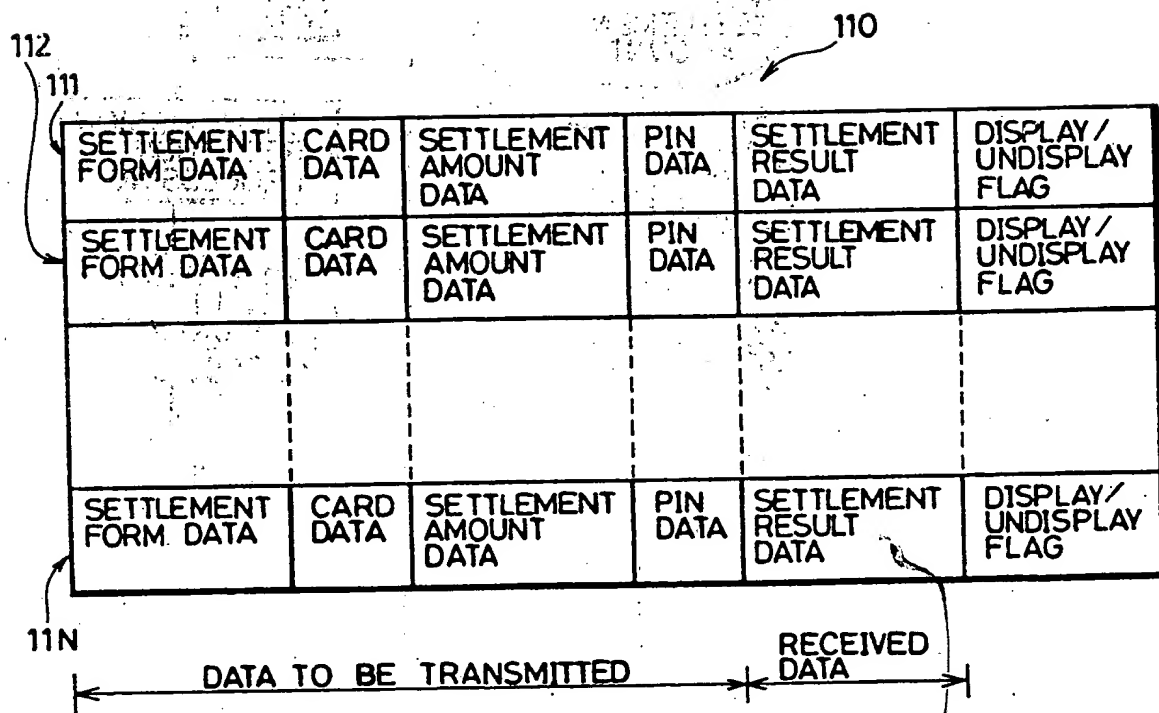 110
112
111
SETTLEMENT FORM DATA
CARD DATA
SETTLEMENT AMOUNT DATA
PIN DATA
SETTLEMENT RESULT DATA
DISPLAY/ UNDISPLAY FLAG
SETTLEMENT FORM DATA
CARD DATA
SETTLEMENT AMOUNT DATA
PIN DATA
SETTLEMENT RESULT DATA
DISPLAY/ UNDISPLAY FLAG
SETTLEMENT FORM DATA
CARD DATA
SETTLEMENT AMOUNT DATA
PIN DATA
SETTLEMENT RESULT DATA
DISPLAY/ UNDISPLAY FLAG
11N
DATA TO BE TRANSMITTED
RECEIVED DATA